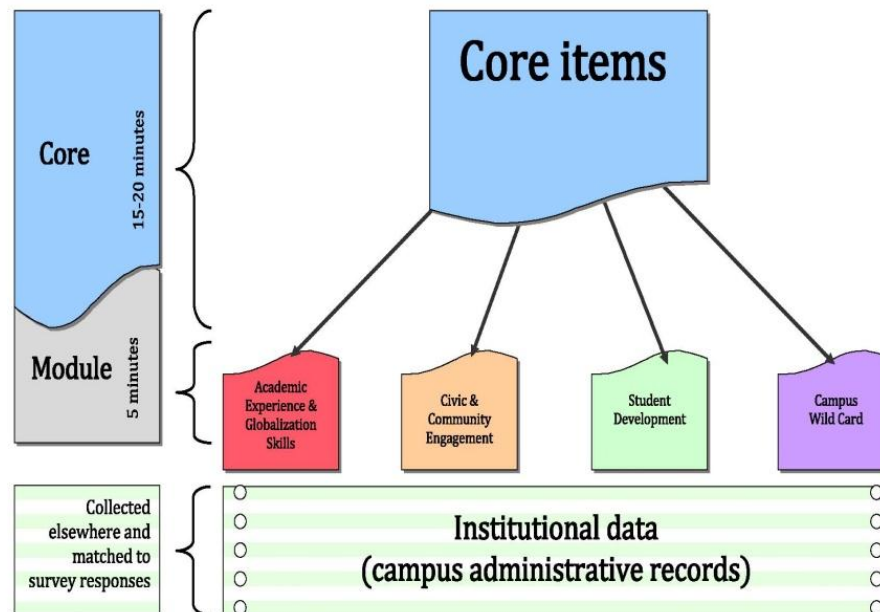 Core
15-20 minutes
Core items
Module
5 minutes
Academic
Experience &
Globalization
Skills
Civic &
Community
Engagement
Student
Development
Campus
Wild Card
Collected
elsewhere and
matched to
survey responses
Institutional data
(campus administrative records)